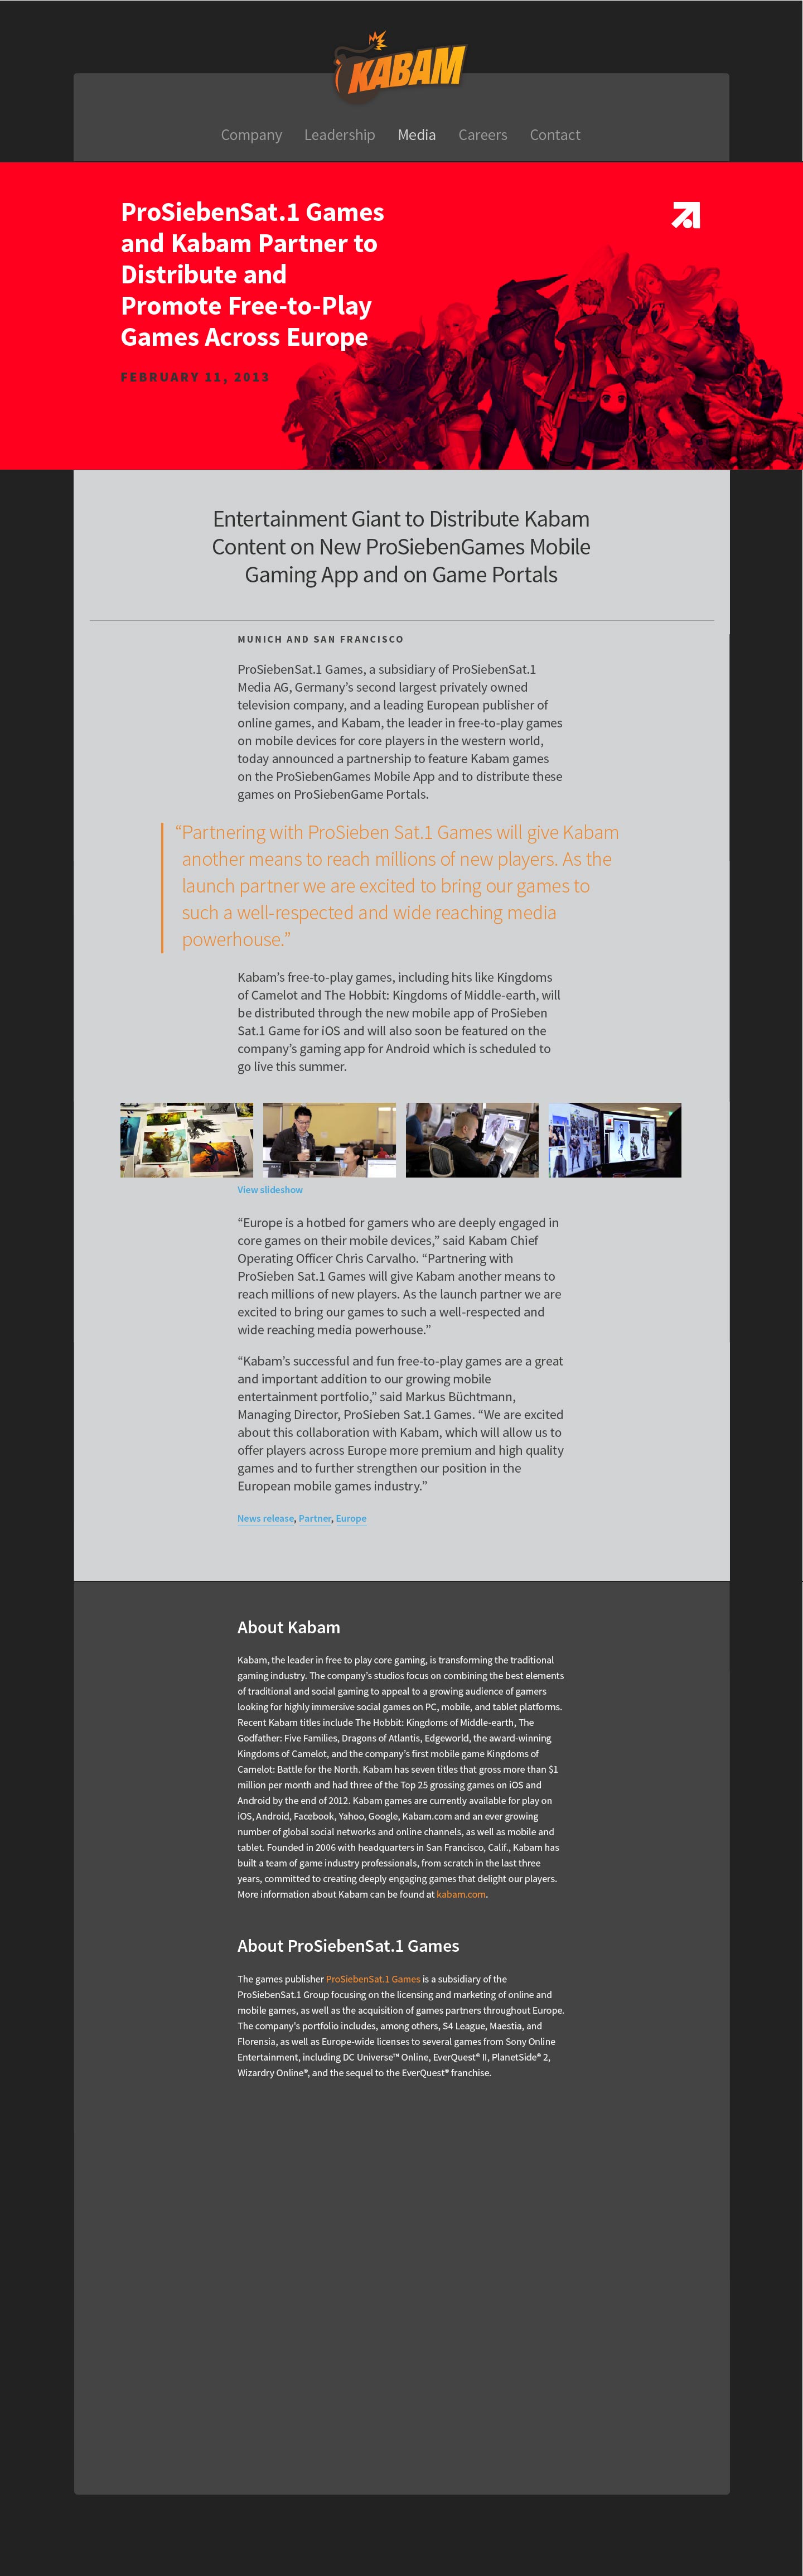 KABAM
Company Leadership Media Careers Contact
ProSiebenSat.1 Games
and Kabam Partner to
Distribute and
Promote Free-to-Play
Games Across Europe
FEBRUARY 11, 2013
Entertainment Giant to Distribute Kabam
Content on New ProSiebenGames Mobile
Gaming App and on Game Portals
MUNICH AND SAN FRANCISCO
ProSiebenSat.1 Games, a subsidiary of ProSiebenSat.1
Media AG, Germany’s second largest privately owned
television company, and a leading European publisher of
online games, and Kabam, the leader in free-to-play games
on mobile devices for core players in the western world,
today announced a partnership to feature Kabam games
on the ProSiebenGames Mobile App and to distribute these
games on ProSiebenGame Portals.
“Partnering with ProSieben Sat.1 Games will give Kabam
another means to reach millions of new players. As the
launch partner we are excited to bring our games to
such a well-respected and wide reaching media
powerhouse.”
Kabam’s free-to-play games, including hits like Kingdoms
of Camelot and The Hobbit: Kingdoms of Middle-earth, will
be distributed through the new mobile app of ProSieben
Sat.1 Game for iOS and will also soon be featured on the
company’s gaming app for Android which is scheduled to
go live this summer.
View slideshow
“Europe is a hotbed for gamers who are deeply engaged in
core games on their mobile devices,” said Kabam Chief
Operating Officer Chris Carvalho. “Partnering with
ProSieben Sat.1 Games will give Kabam another means to
reach millions of new players. As the launch partner we are
excited to bring our games to such a well-respected and
wide reaching media powerhouse.”
“Kabam’s successful and fun free-to-play games are a great
and important addition to our growing mobile
entertainment portfolio,” said Markus Büchtmann,
Managing Director, ProSieben Sat.1 Games. “We are excited
about this collaboration with Kabam, which will allow us to
offer players across Europe more premium and high quality
games and to further strengthen our position in the
European mobile games industry.”
News release, Partner, Europe
About Kabam
Kabam, the leader in free to play core gaming, is transforming the traditional
gaming industry. The company’s studios focus on combining the best elements
of traditional and social gaming to appeal to a growing audience of gamers
looking for highly immersive social games on PC, mobile, and tablet platforms.
Recent Kabam titles include The Hobbit: Kingdoms of Middle-earth, The
Godfather: Five Families, Dragons of Atlantis, Edgeworld, the award-winning
Kingdoms of Camelot, and the company’s first mobile game Kingdoms of
Camelot: Battle for the North. Kabam has seven titles that gross more than $1
million per month and had three of the Top 25 grossing games on iOS and
Android by the end of 2012. Kabam games are currently available for play on
iOS, Android, Facebook, Yahoo, Google, Kabam.com and an ever growing
number of global social networks and online channels, as well as mobile and
tablet. Founded in 2006 with headquarters in San Francisco, Calif., Kabam has
built a team of game industry professionals, from scratch in the last three
years, committed to creating deeply engaging games that delight our players.
More information about Kabam can be found at kabam.com.
About ProSiebenSat.1 Games
The games publisher ProSiebenSat.1 Games is a subsidiary of the
ProSiebenSat.1 Group focusing on the licensing and marketing of online and
mobile games, as well as the acquisition of games partners throughout Europe.
The company’s portfolio includes, among others, S4 League, Maestia, and
Florensia, as well as Europe-wide licenses to several games from Sony Online
Entertainment, including DC Universe™ Online, EverQuest® II, PlanetSide® 2,
Wizardry Online®, and the sequel to the EverQuest® franchise.